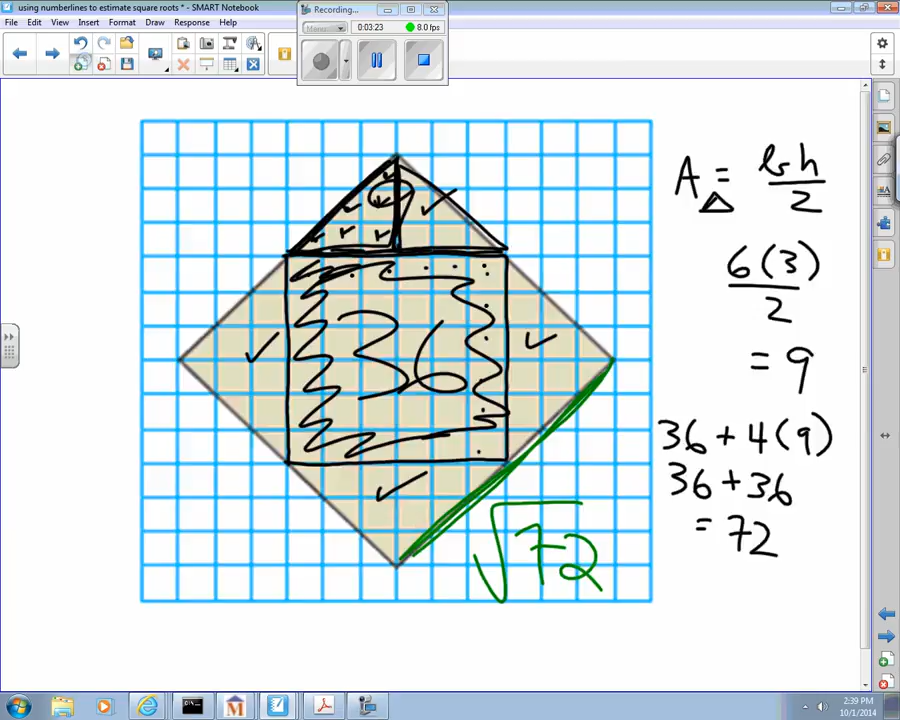 using numberlines to estimate square roots * - SMART Notebook
Recording...
File Edit View Insert Format Draw Response Help
Menu
0:03:23
8.0 fps
A△ = bh/2
6(3)/2
= 9
36
36 + 4(9)
36 + 36
= 72
√72
2:39 PM
10/1/2014